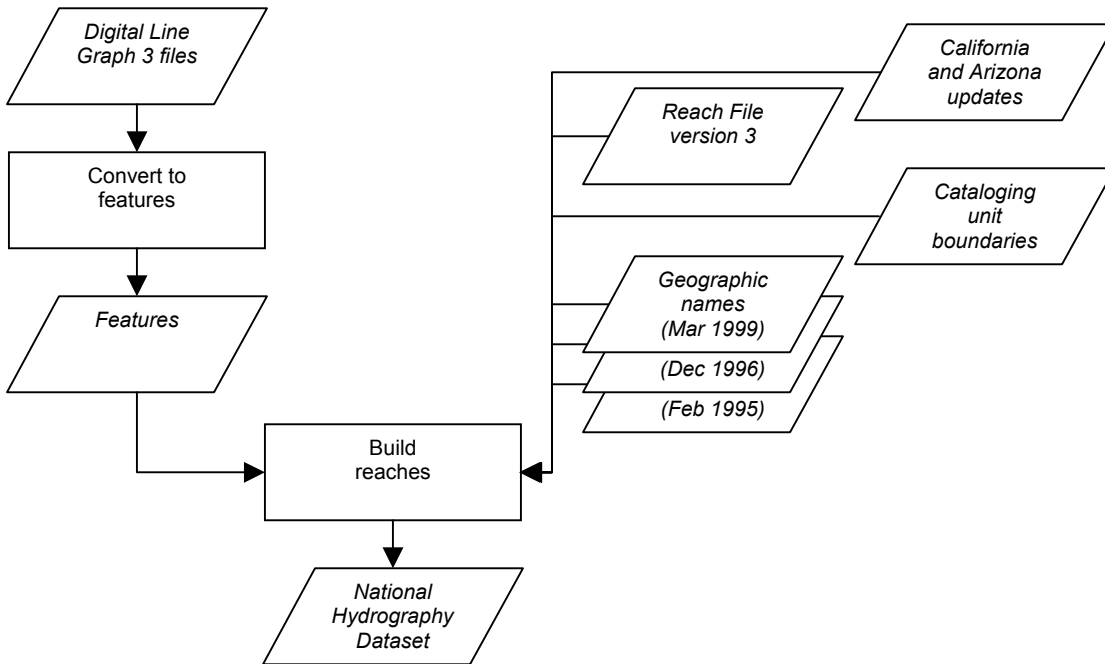 Digital Line
Graph 3 files
California
and Arizona
updates
Reach File
version 3
Convert to
features
Cataloging
unit
boundaries
Geographic
names
(Mar 1999)
(Dec 1996)
(Feb 1995)
Features
Build
reaches
National
Hydrography
Dataset